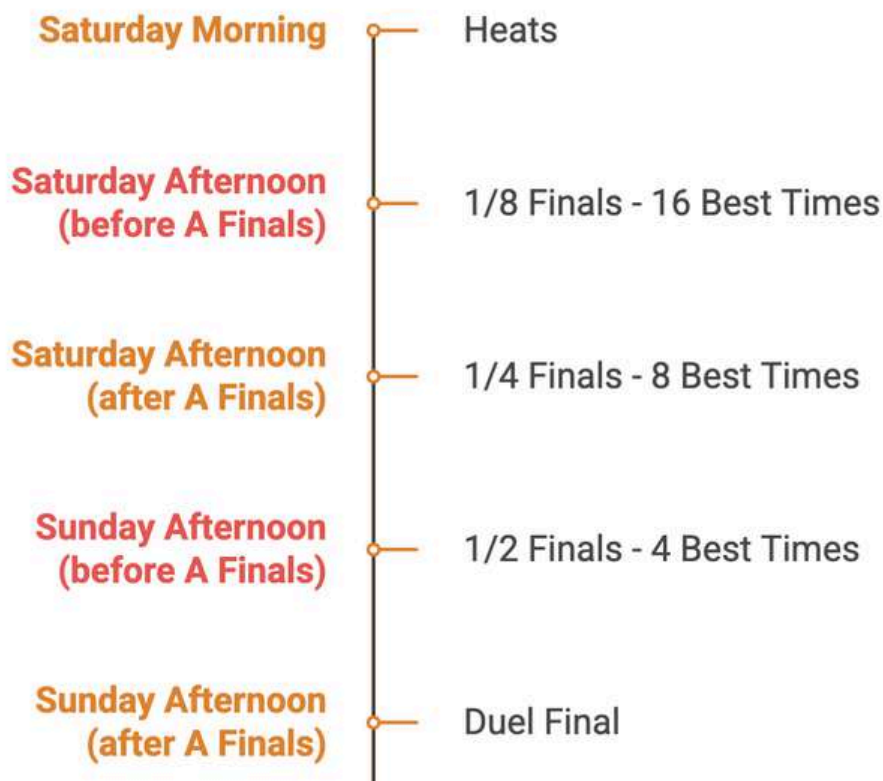 Saturday Morning
Heats
Saturday Afternoon
(before A Finals)
1/8 Finals - 16 Best Times
Saturday Afternoon
(after A Finals)
1/4 Finals - 8 Best Times
Sunday Afternoon
(before A Finals)
1/2 Finals - 4 Best Times
Sunday Afternoon
(after A Finals)
Duel Final